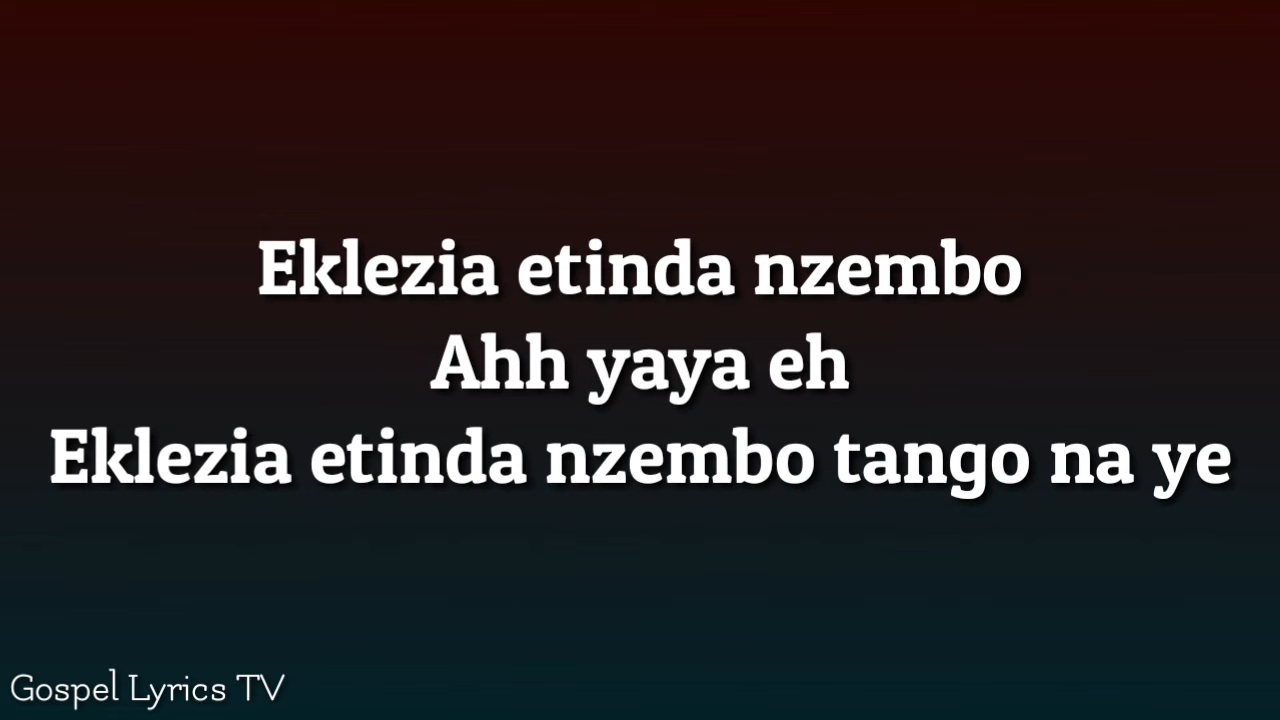 Eklezia etinda nzembo
Ahh yaya eh
Eklezia etinda nzembo tango na ye
Gospel Lyrics TV